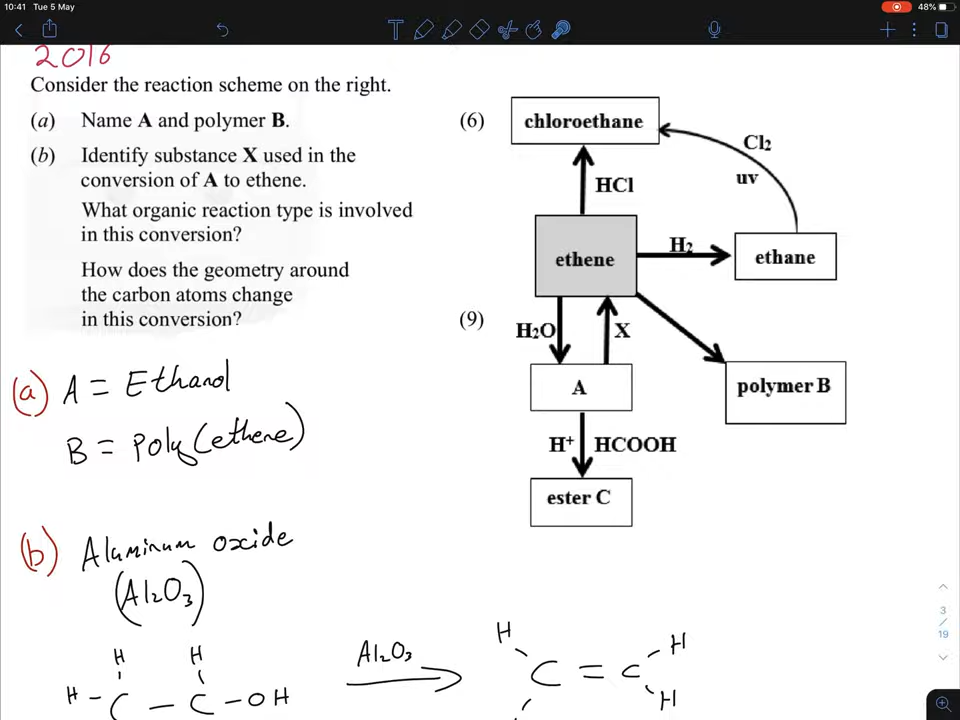 10:41 Tue 5 May
48%
2016
Consider the reaction scheme on the right.
(a) Name A and polymer B. (6)
(b) Identify substance X used in the
conversion of A to ethene.
What organic reaction type is involved
in this conversion?
How does the geometry around
the carbon atoms change
in this conversion? (9)
chloroethane
Cl2
uv
HCl
ethene
H2
ethane
H2O
X
A
polymer B
H+ HCOOH
ester C
(a) A = Ethanol
B = Poly(ethene)
(b) Aluminum oxide
(Al2O3)
H H
H - C - C - OH
Al2O3
H H
C = C
H
3
/
19